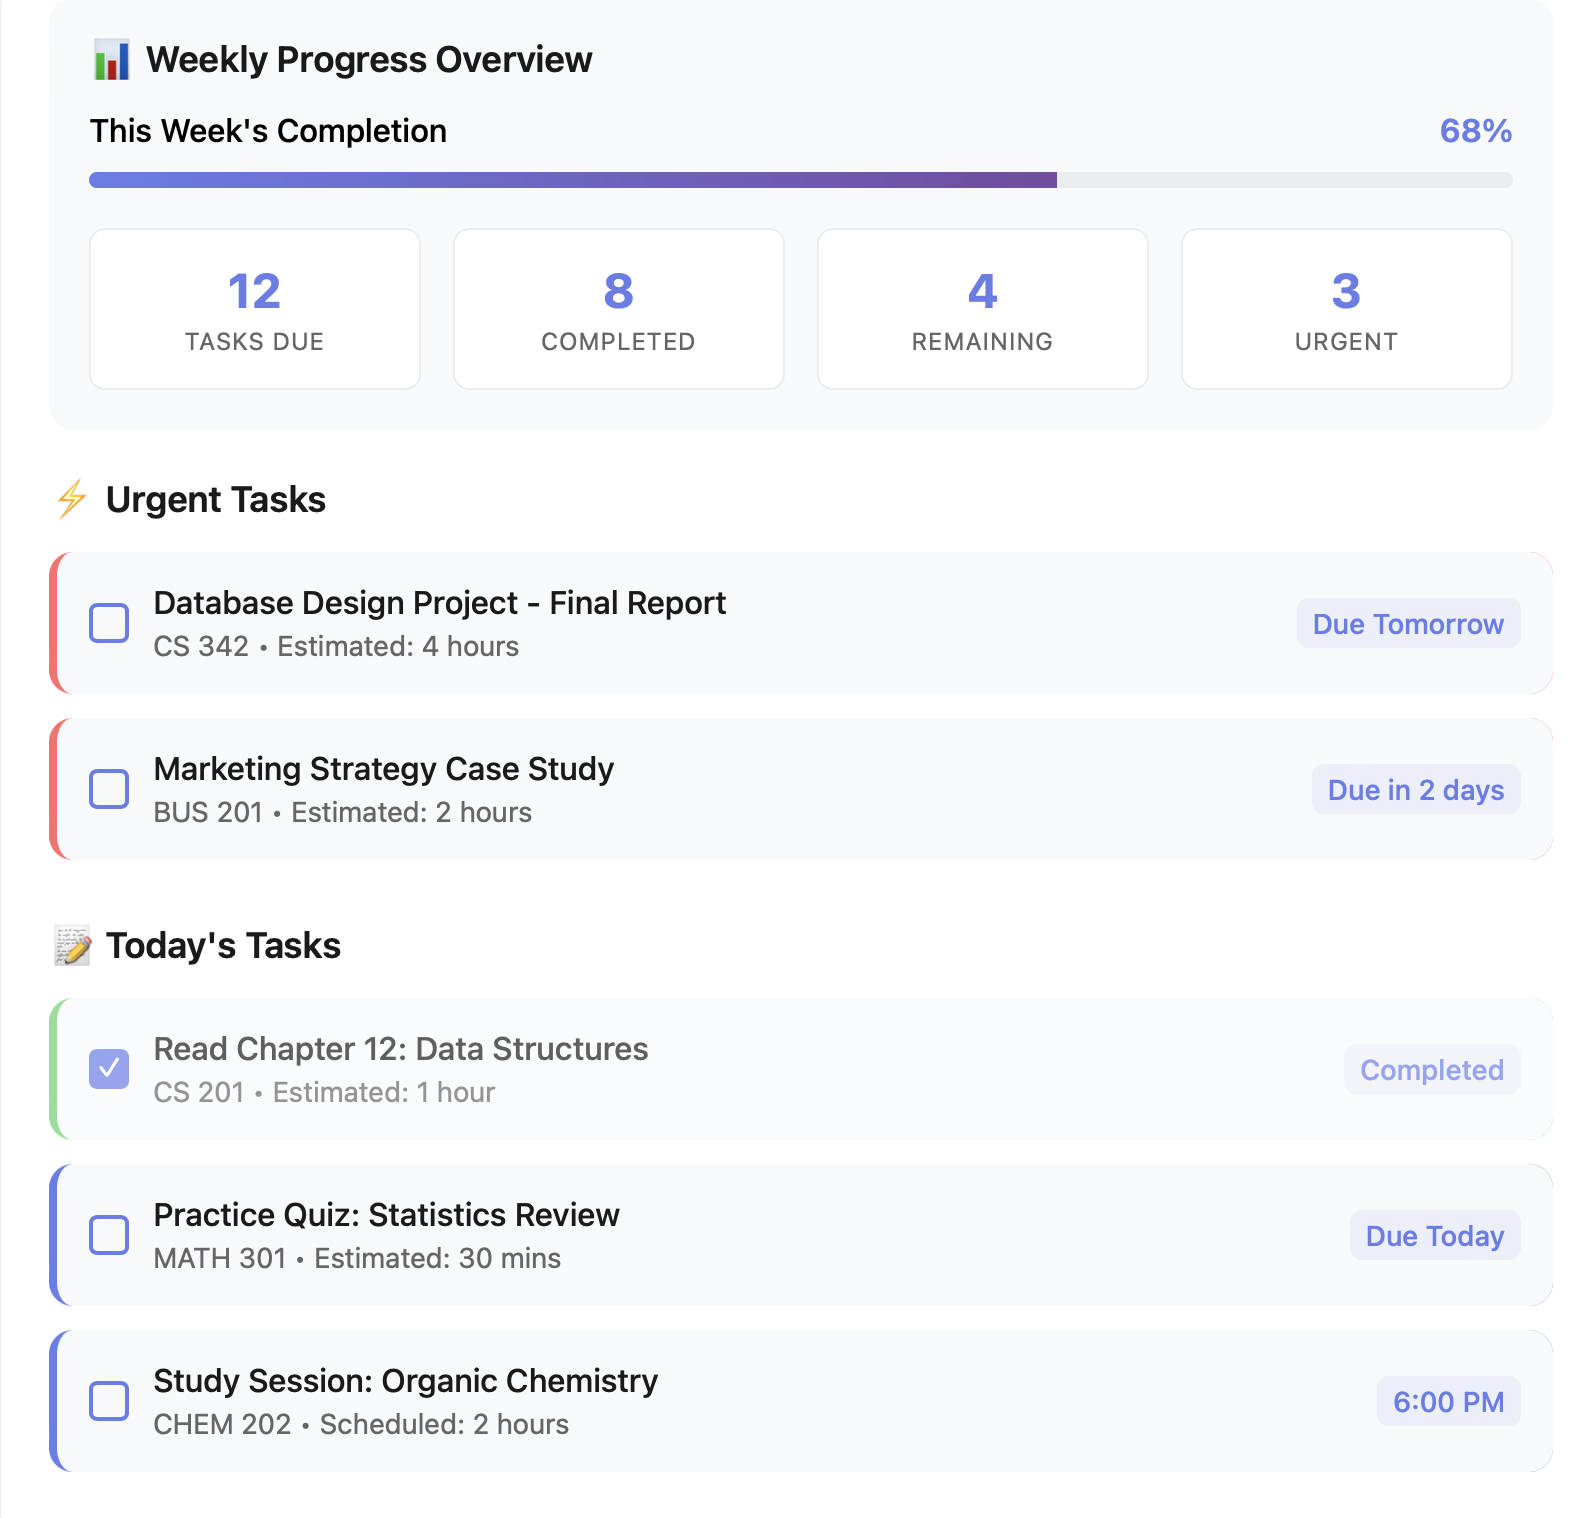 Weekly Progress Overview
This Week's Completion
68%
12
TASKS DUE
8
COMPLETED
4
REMAINING
3
URGENT
Urgent Tasks
Database Design Project - Final Report
CS 342 • Estimated: 4 hours
Due Tomorrow
Marketing Strategy Case Study
BUS 201 • Estimated: 2 hours
Due in 2 days
Today's Tasks
Read Chapter 12: Data Structures
CS 201 • Estimated: 1 hour
Completed
Practice Quiz: Statistics Review
MATH 301 • Estimated: 30 mins
Due Today
Study Session: Organic Chemistry
CHEM 202 • Scheduled: 2 hours
6:00 PM